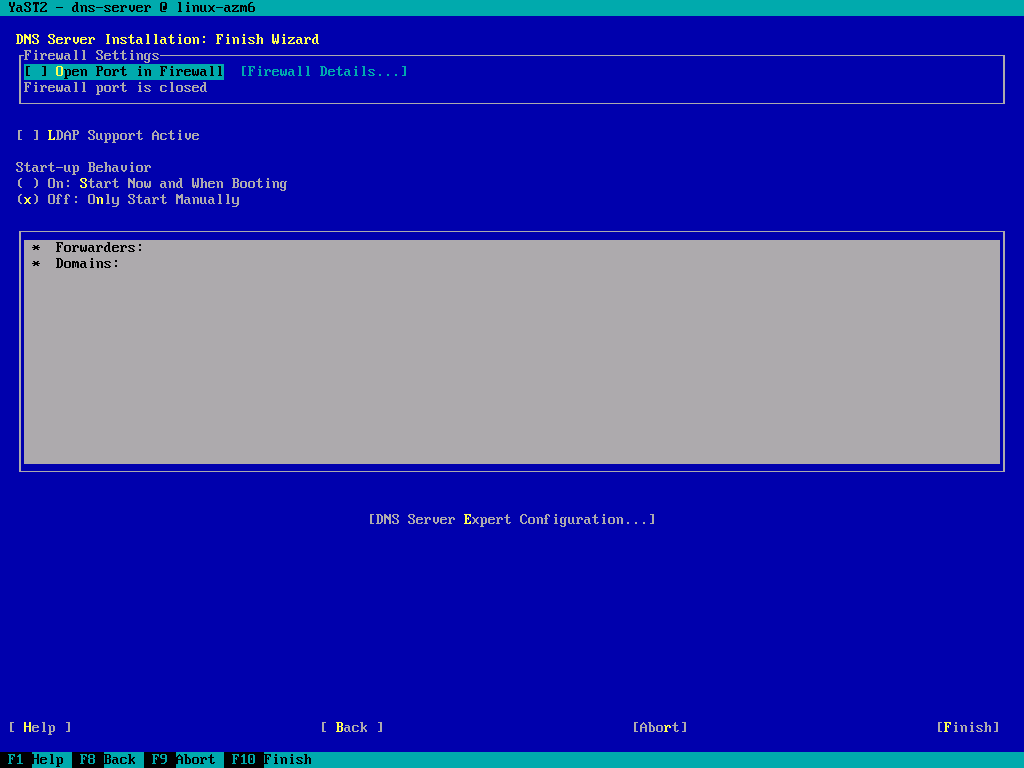 YaST2 - dns-server @ linux-azm6
DNS Server Installation: Finish Wizard
Firewall Settings
[ ] Open Port in Firewall [Firewall Details...]
Firewall port is closed
[ ] LDAP Support Active
Start-up Behavior
( ) On: Start Now and When Booting
(x) Off: Only Start Manually
* Forwarders:
* Domains:
[DNS Server Expert Configuration...]
[ Help ] [ Back ] [Abort] [Finish]
F1 Help F8 Back F9 Abort F10 Finish